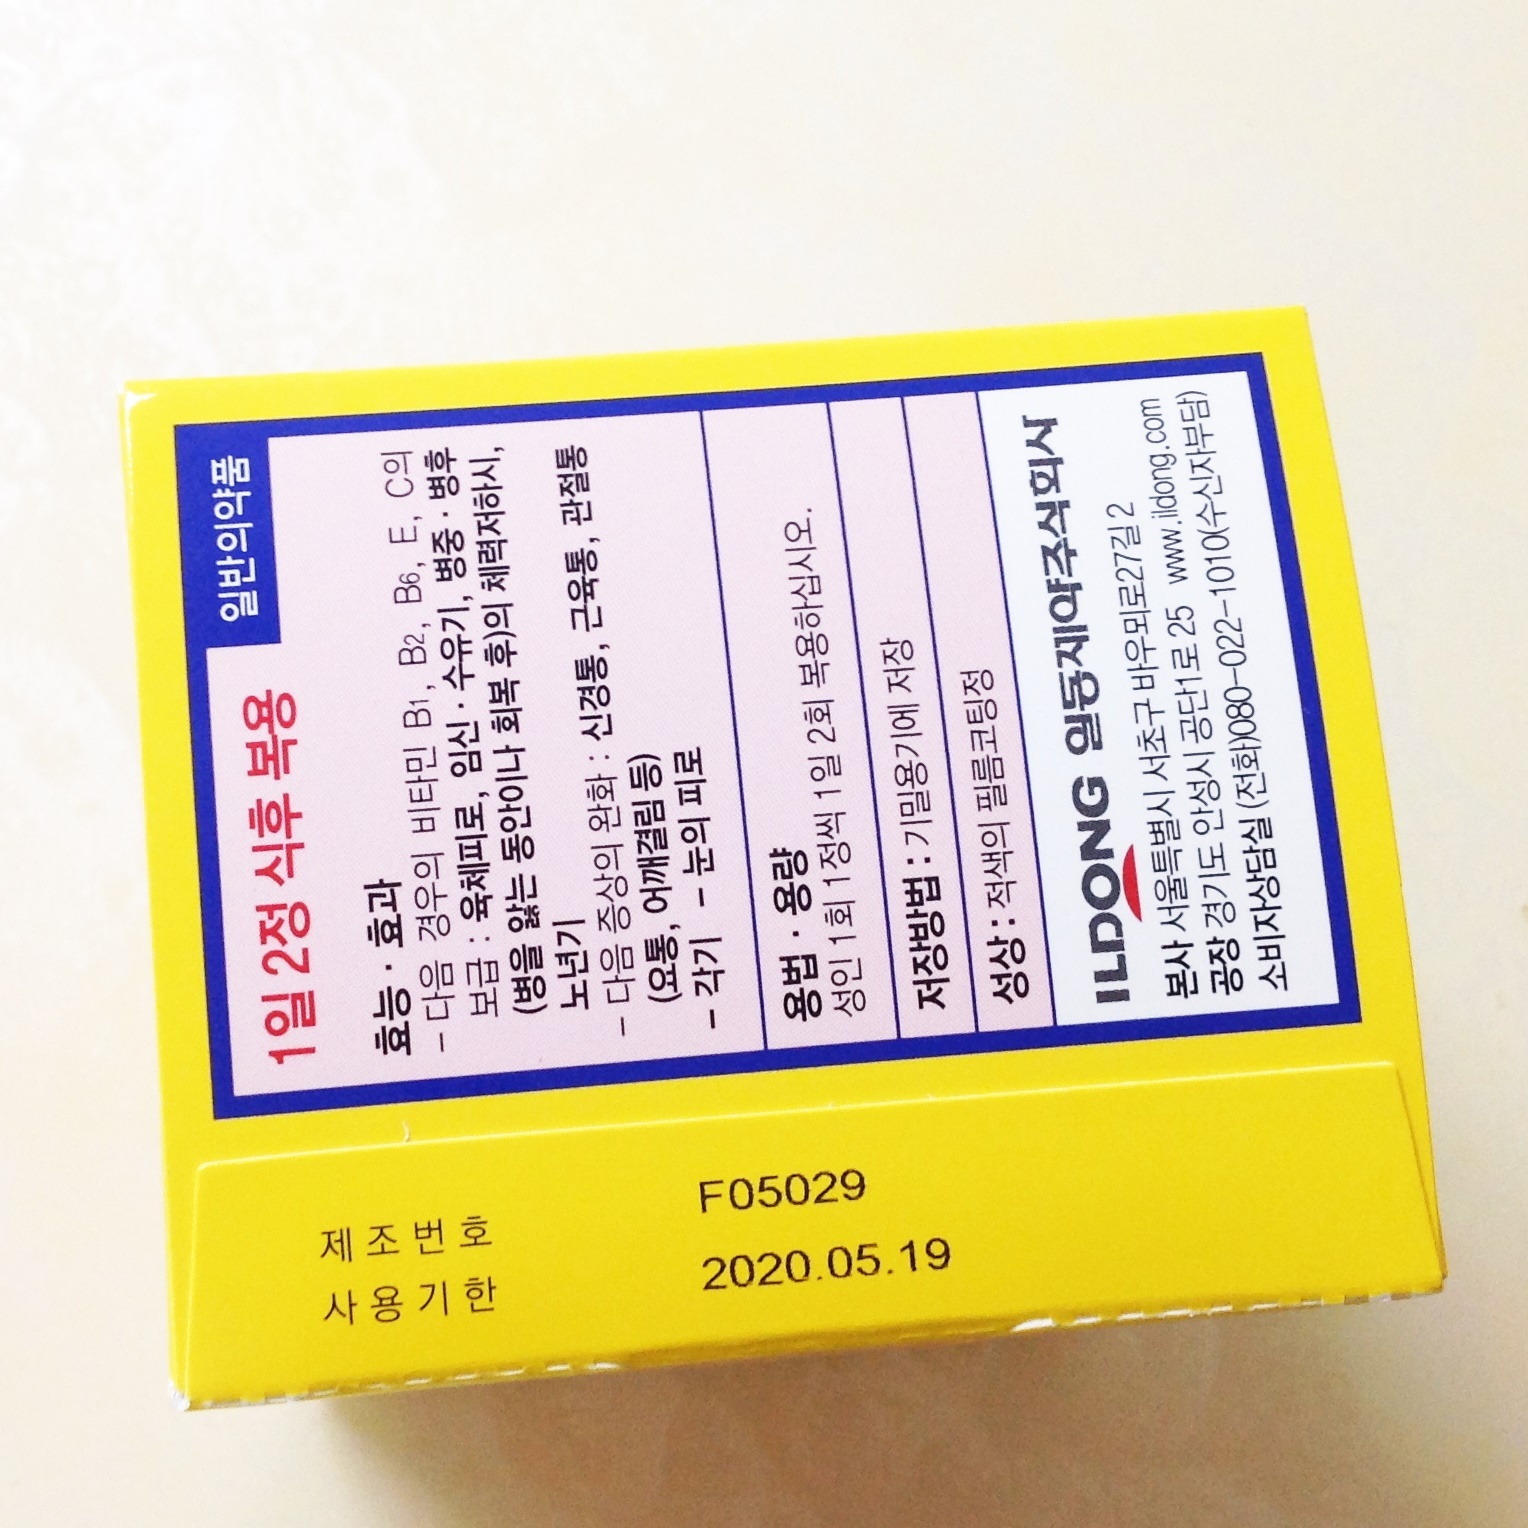 일반의약품
1일 2정 식후 복용
효능 · 효과
- 다음 경우의 비타민 B1, B2, B6, E, C의
보급 : 육체피로, 임신 · 수유기, 병중 · 병후
(병을 앓는 동안이나 회복 후)의 체력저하시,
노년기
- 다음 증상의 완화 : 신경통, 근육통, 관절통
(요통, 어깨결림 등)
- 각기 - 눈의 피로
용법 · 용량
성인 1회 1정씩 1일 2회 복용하십시오.
저장방법 : 기밀용기에 저장
성상 : 적색의 필름코팅정
ILDONG 일동제약주식회사
본사 서울특별시 서초구 바우뫼로27길 2
공장 경기도 안성시 공단1로 25 www.ildong.com
소비자상담실 (전화)080-022-1010(수신자부담)
제조번호 F05029
사용기한 2020.05.19